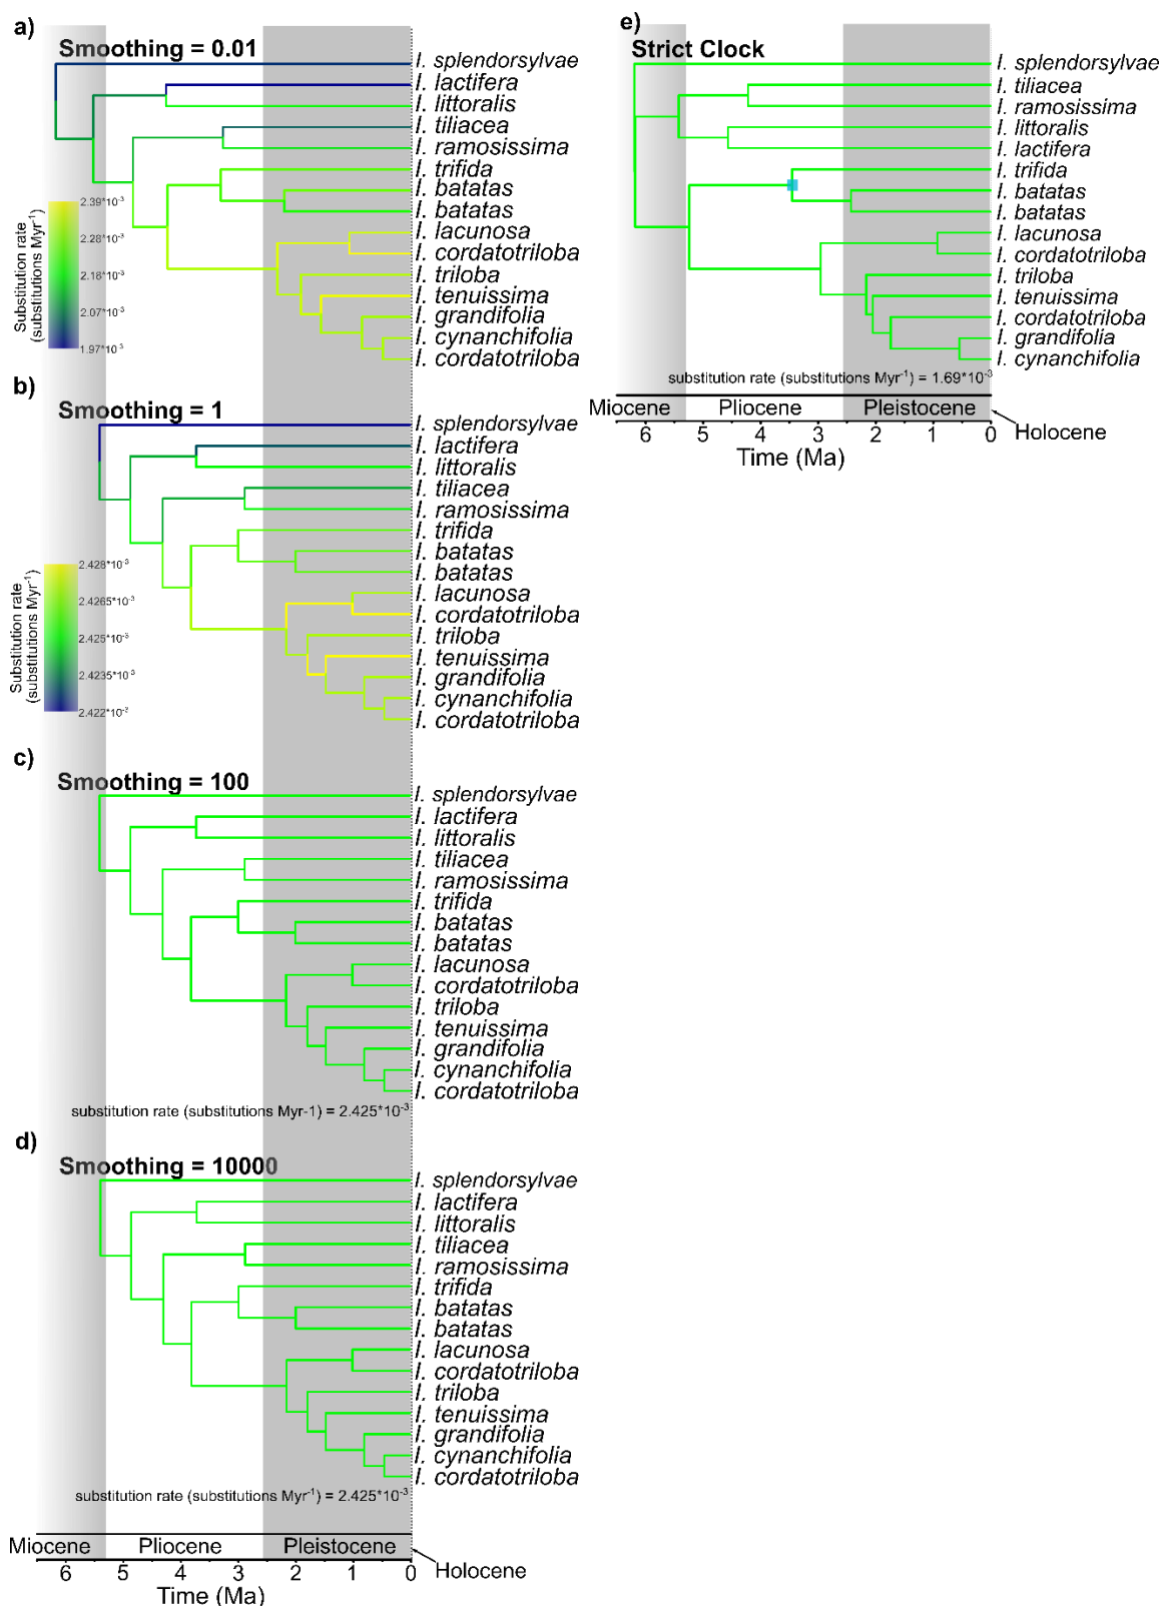 a)
Smoothing = 0.01
I. splendorsylvae
I. lactifera
I. littoralis
I. tiliacea
I. ramosissima
I. trifida
I. batatas
I. batatas
I. lacunosa
I. cordatotriloba
I. triloba
I. tenuissima
I. grandifolia
I. cynanchifolia
I. cordatotriloba
Substitution rate
(substitutions Myr-1)
2.39*10-3
2.28*10-3
2.18*10-3
2.07*10-3
1.97*10-3
b)
Smoothing = 1
I. splendorsylvae
I. lactifera
I. littoralis
I. tiliacea
I. ramosissima
I. trifida
I. batatas
I. batatas
I. lacunosa
I. cordatotriloba
I. triloba
I. tenuissima
I. grandifolia
I. cynanchifolia
I. cordatotriloba
Substitution rate
(substitutions Myr-1)
2.428*10-3
2.4265*10-3
2.425*10-3
2.4235*10-3
2.422*10-2
c)
Smoothing = 100
I. splendorsylvae
I. lactifera
I. littoralis
I. tiliacea
I. ramosissima
I. trifida
I. batatas
I. batatas
I. lacunosa
I. cordatotriloba
I. triloba
I. tenuissima
I. grandifolia
I. cynanchifolia
I. cordatotriloba
substitution rate (substitutions Myr-1) = 2.425*10-3
d)
Smoothing = 10000
I. splendorsylvae
I. lactifera
I. littoralis
I. tiliacea
I. ramosissima
I. trifida
I. batatas
I. batatas
I. lacunosa
I. cordatotriloba
I. triloba
I. tenuissima
I. grandifolia
I. cynanchifolia
I. cordatotriloba
substitution rate (substitutions Myr-1) = 2.425*10-3
Miocene Pliocene Pleistocene
Holocene
6 5 4 3 2 1 0
Time (Ma)
e)
Strict Clock
I. splendorsylvae
I. tiliacea
I. ramosissima
I. littoralis
I. lactifera
I. trifida
I. batatas
I. batatas
I. lacunosa
I. cordatotriloba
I. triloba
I. tenuissima
I. cordatotriloba
I. grandifolia
I. cynanchifolia
substitution rate (substitutions Myr-1) = 1.69*10-3
Miocene Pliocene Pleistocene
Holocene
6 5 4 3 2 1 0
Time (Ma)